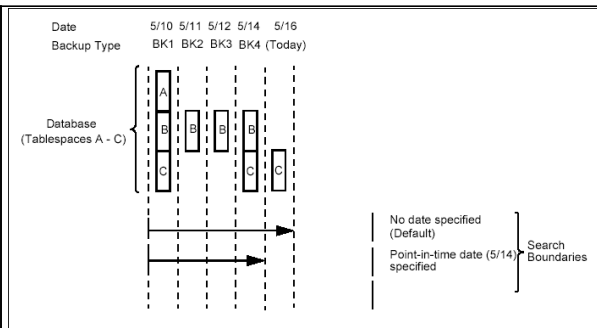 Date 5/10 5/11 5/12 5/14 5/16
Backup Type BK1 BK2 BK3 BK4 (Today)
A
Database
(Tablespaces A - C)
B B B B
C C C
No date specified
(Default)
Point-in-time date (5/14)
specified
Search
Boundaries